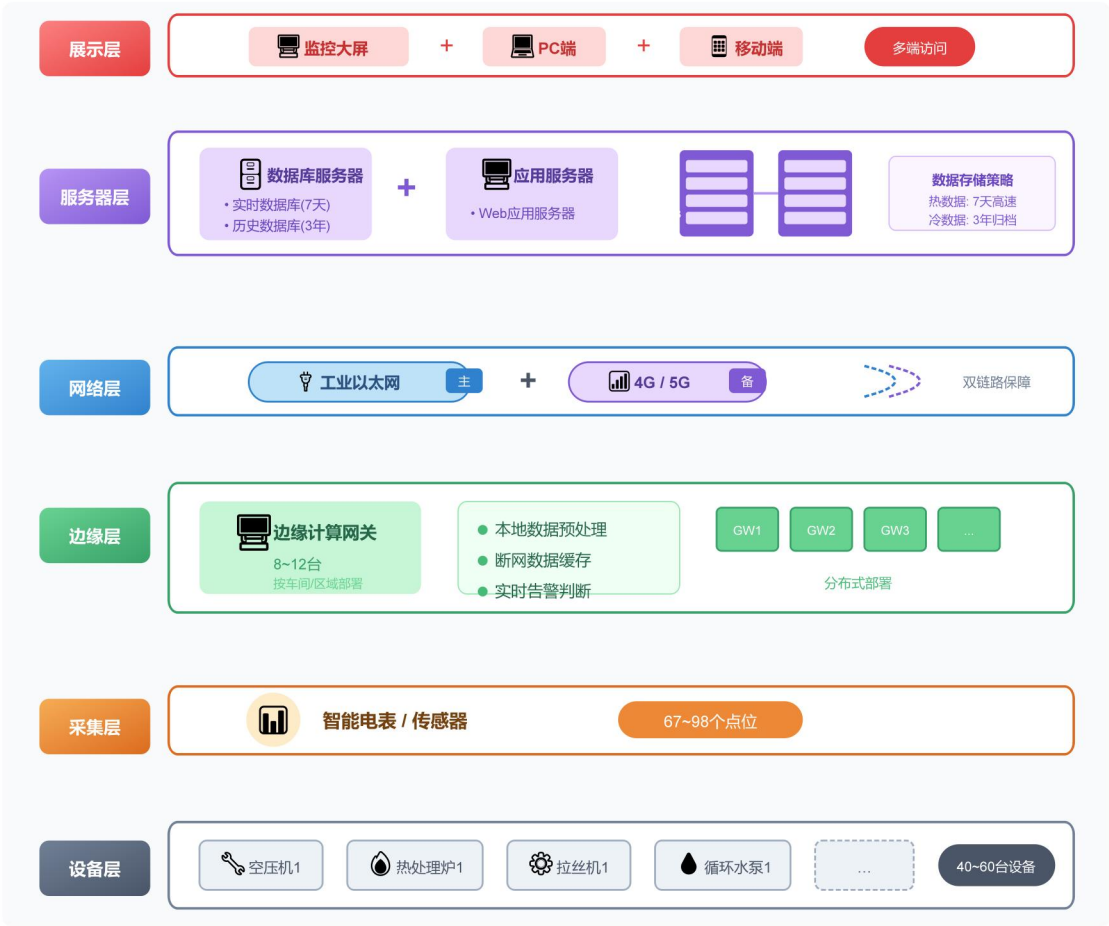 展示层
监控大屏
+
PC端
+
移动端
多端访问
服务器层
数据库服务器
• 实时数据库(7天)
• 历史数据库(3年)
+
应用服务器
• Web应用服务器
数据存储策略
热数据: 7天高速
冷数据: 3年归档
网络层
工业以太网
主
+
4G / 5G
备
双链路保障
边缘层
边缘计算网关
8~12台
按车间/区域部署
本地数据预处理
断网数据缓存
实时告警判断
GW1
GW2
GW3
...
分布式部署
采集层
智能电表 / 传感器
67~98个点位
设备层
空压机1
热处理炉1
拉丝机1
循环水泵1
...
40~60台设备